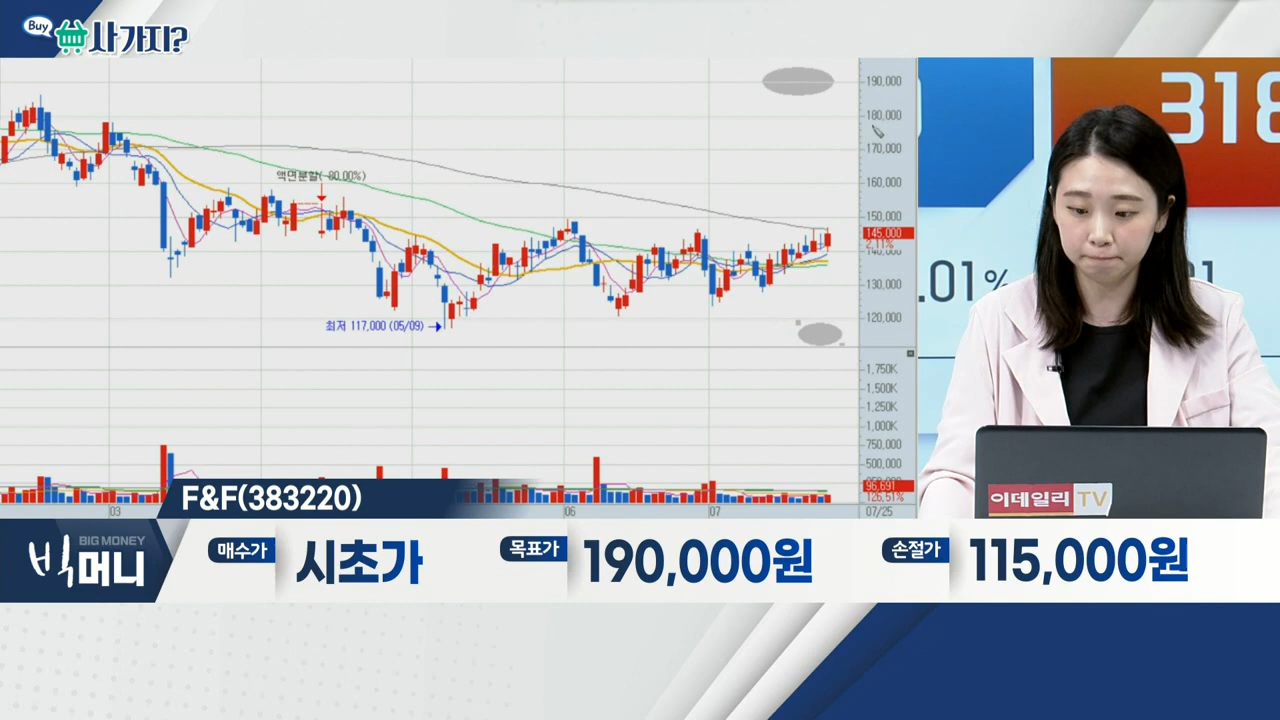 Buy
사 가지?
190,000
180,000
170,000
160,000
150,000
145,000
2.11%
140,000
130,000
120,000
액면분할(-80.00%)
최저 117,000 (05/09)
318
.01%
1,750K
1,500K
1,250K
1,000K
750,000
500,000
96,691
126.51%
03
06
07
07/25
이데일리TV
F&F(383220)
BIG MONEY
빅머니
매수가
시초가
목표가
190,000원
손절가
115,000원